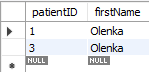 patientID firstName
1 Olenka
3 Olenka
NULL NULL